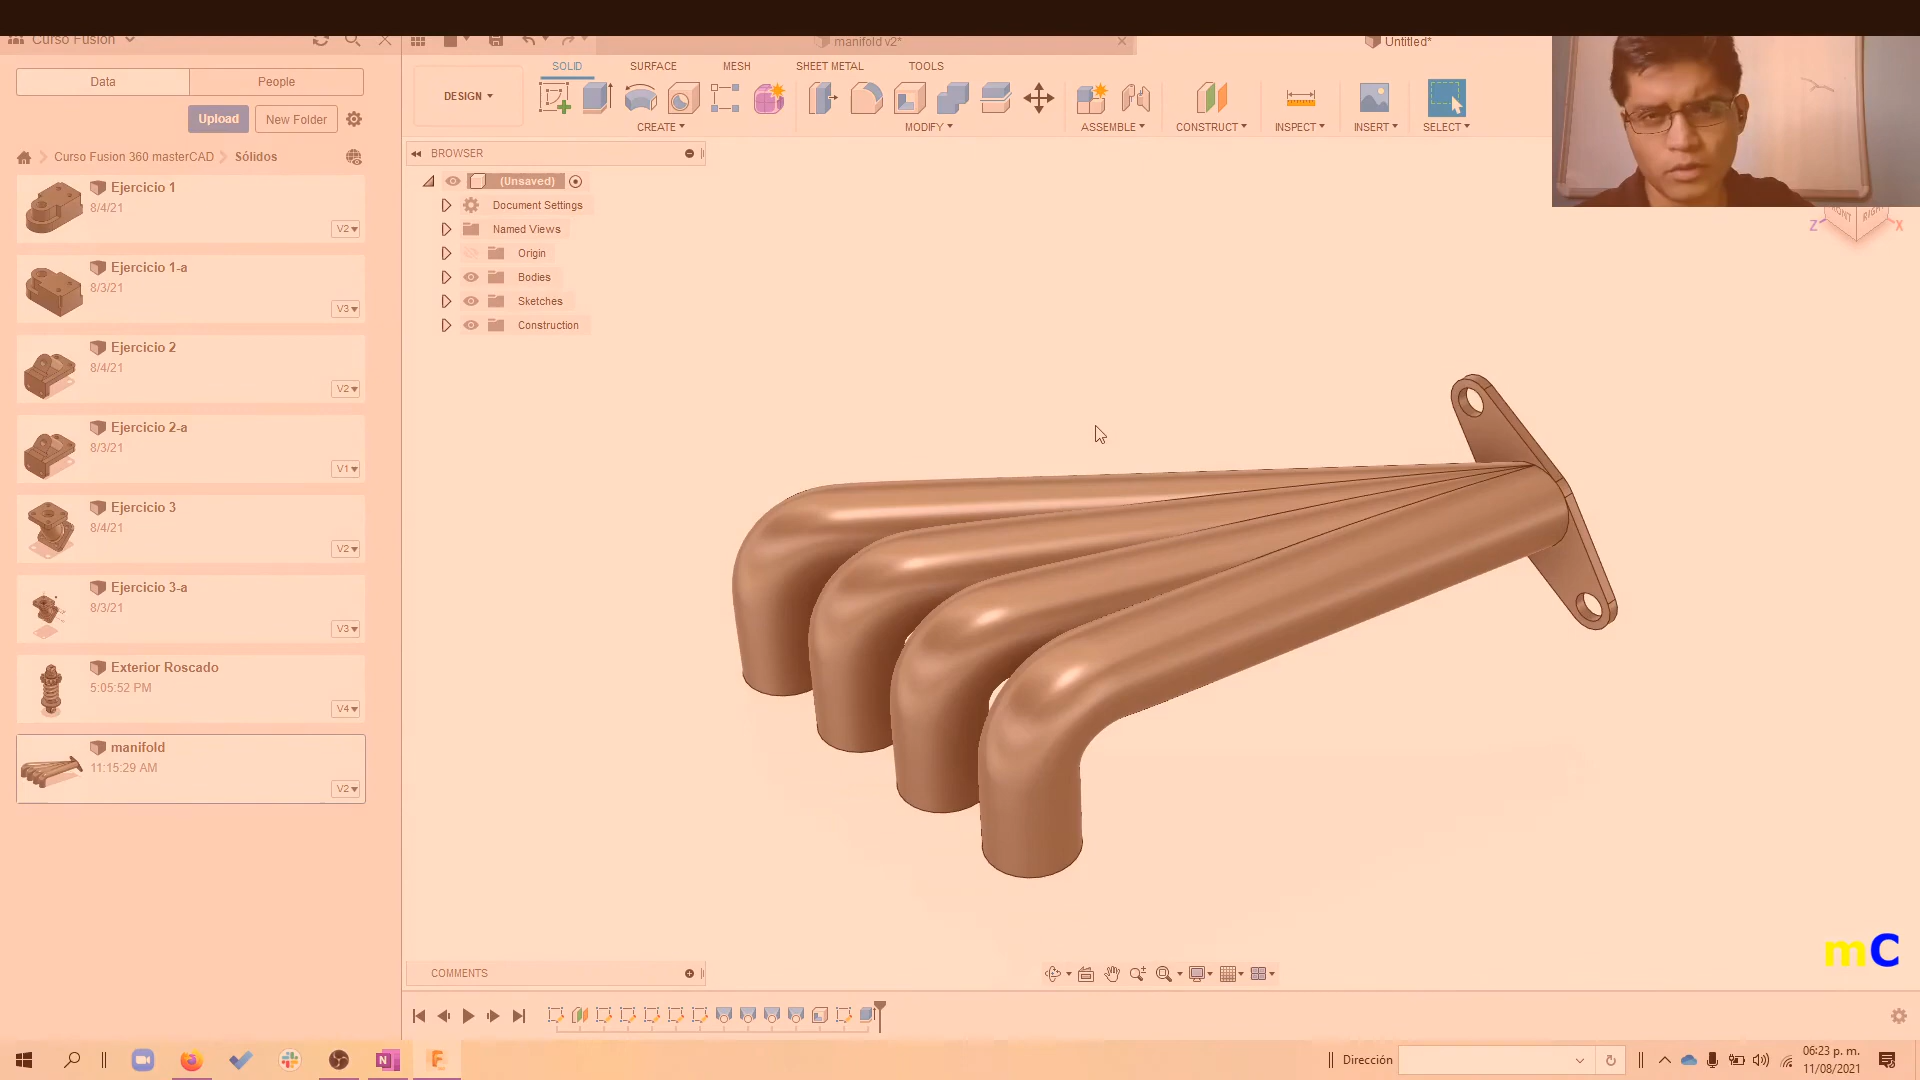 Curso Fusion
manifold v2*
Untitled*
Data
People
SOLID
SURFACE
MESH
SHEET METAL
TOOLS
DESIGN
Upload
New Folder
CREATE
MODIFY
ASSEMBLE
CONSTRUCT
INSPECT
INSERT
SELECT
Curso Fusion 360 masterCAD
Sólidos
BROWSER
(Unsaved)
Document Settings
Named Views
Origin
Bodies
Sketches
Construction
FRONT
RIGHT
Z
X
Ejercicio 1
8/4/21
V2
Ejercicio 1-a
8/3/21
V3
Ejercicio 2
8/4/21
V2
Ejercicio 2-a
8/3/21
V1
Ejercicio 3
8/4/21
V2
Ejercicio 3-a
8/3/21
V3
Exterior Roscado
5:05:52 PM
V4
manifold
11:15:29 AM
V2
mC
COMMENTS
Dirección
06:23 p. m.
11/08/2021